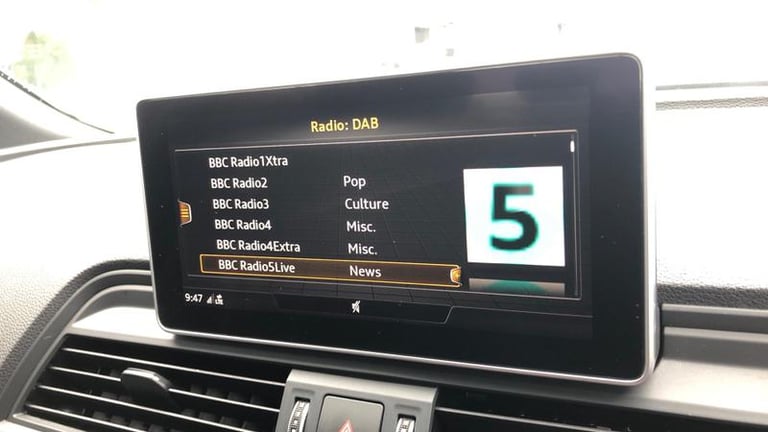 Radio: DAB
BBC Radio1Xtra
BBC Radio2 Pop
BBC Radio3 Culture
BBC Radio4 Misc.
BBC Radio4Extra Misc.
BBC Radio5Live News
5
9:47 LTE